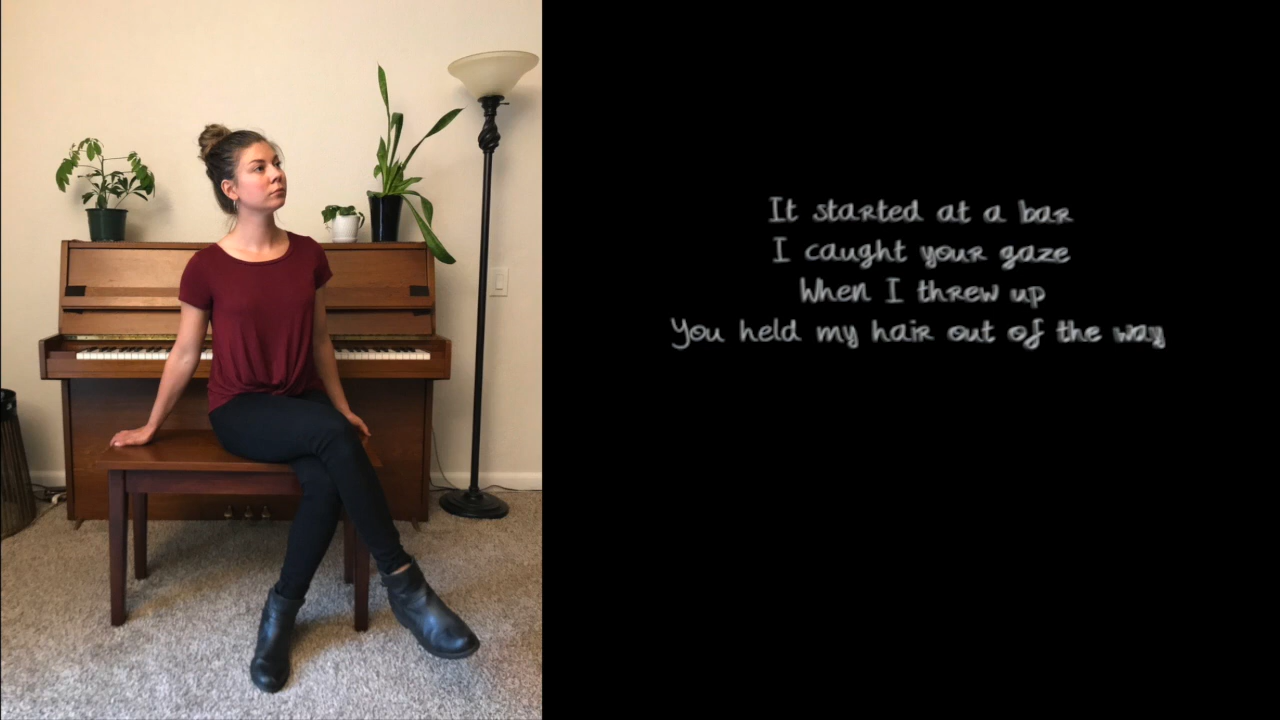 It started at a bar
I caught your gaze
When I threw up
You held my hair out of the way